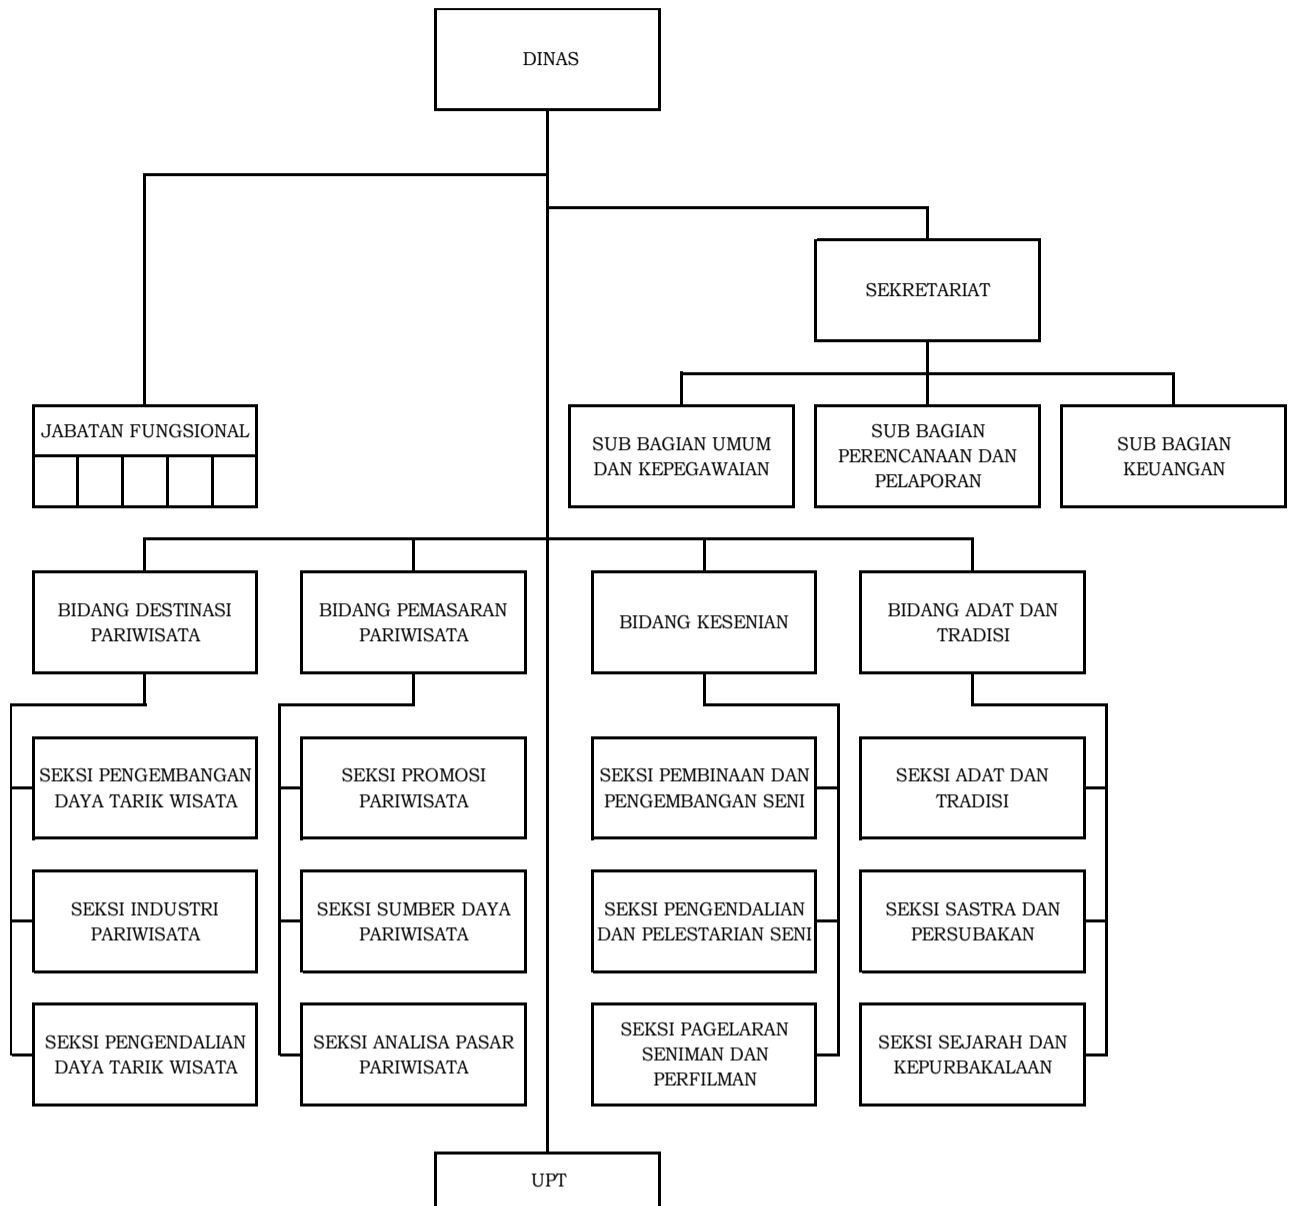 DINAS
SEKRETARIAT
JABATAN FUNGSIONAL
SUB BAGIAN UMUM
DAN KEPEGAWAIAN
SUB BAGIAN
PERENCANAAN DAN
PELAPORAN
SUB BAGIAN
KEUANGAN
BIDANG DESTINASI
PARIWISATA
BIDANG PEMASARAN
PARIWISATA
BIDANG KESENIAN
BIDANG ADAT DAN
TRADISI
SEKSI PENGEMBANGAN
DAYA TARIK WISATA
SEKSI PROMOSI
PARIWISATA
SEKSI PEMBINAAN DAN
PENGEMBANGAN SENI
SEKSI ADAT DAN
TRADISI
SEKSI INDUSTRI
PARIWISATA
SEKSI SUMBER DAYA
PARIWISATA
SEKSI PENGENDALIAN
DAN PELESTARIAN SENI
SEKSI SASTRA DAN
PERSUBAKAN
SEKSI PENGENDALIAN
DAYA TARIK WISATA
SEKSI ANALISA PASAR
PARIWISATA
SEKSI PAGELARAN
SENIMAN DAN
PERFILMAN
SEKSI SEJARAH DAN
KEPURBAKALAAN
UPT